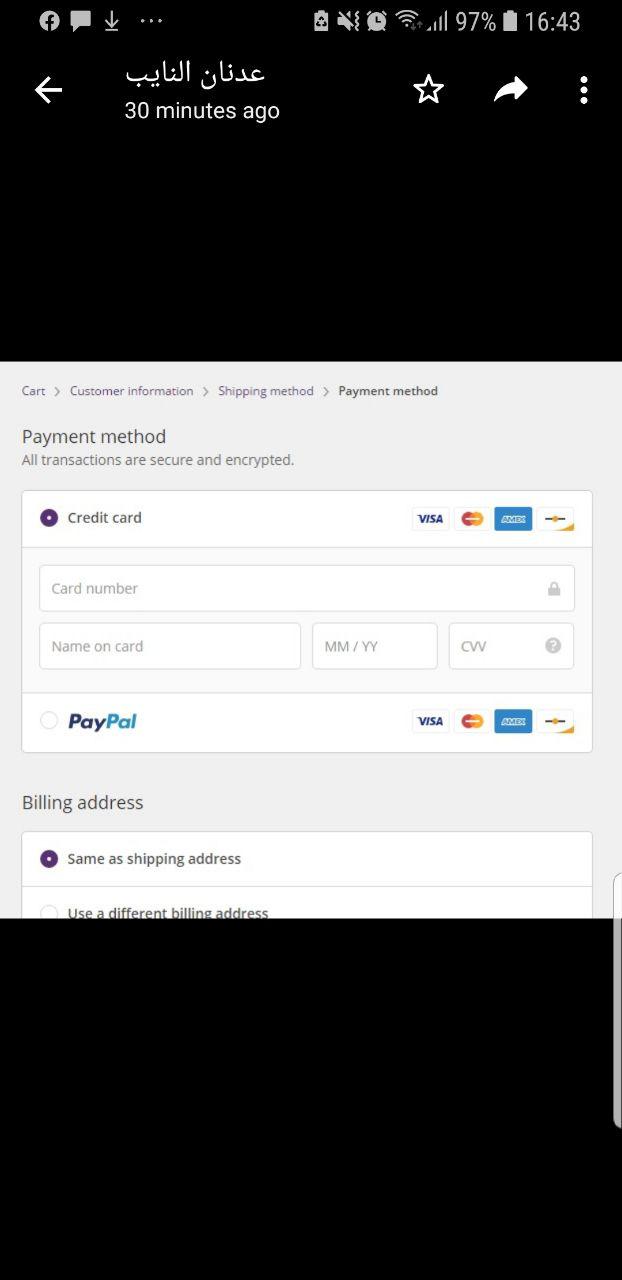 97% 16:43
عدنان النايب
30 minutes ago
Cart > Customer information > Shipping method > Payment method
Payment method
All transactions are secure and encrypted.
Credit card VISA AMEX
Card number
Name on card MM / YY CVV ?
PayPal VISA AMEX
Billing address
Same as shipping address
Use a different billing address